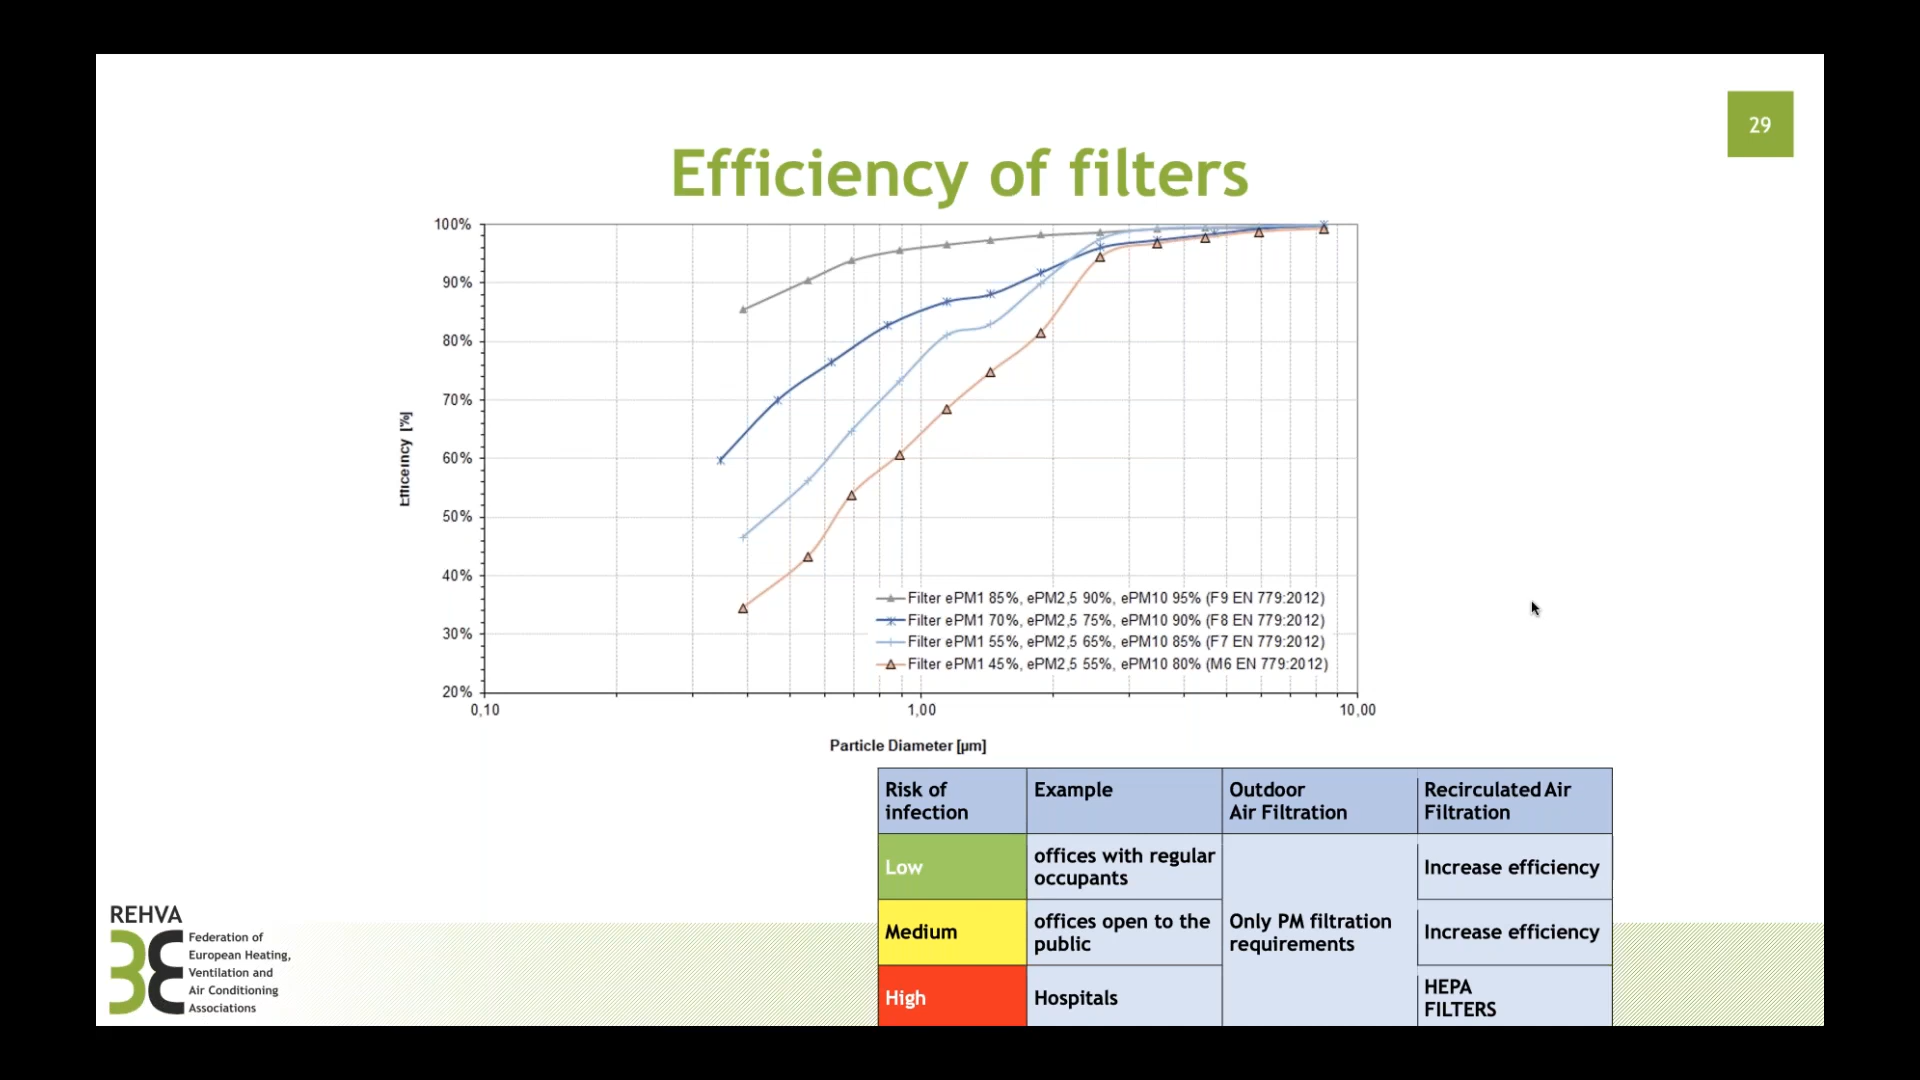 29
Efficiency of filters
100%
90%
80%
70%
60%
50%
40%
30%
20%
Efficeincy [%]
Filter ePM1 85%, ePM2,5 90%, ePM10 95% (F9 EN 779:2012)
Filter ePM1 70%, ePM2,5 75%, ePM10 90% (F8 EN 779:2012)
Filter ePM1 55%, ePM2,5 65%, ePM10 85% (F7 EN 779:2012)
Filter ePM1 45%, ePM2,5 55%, ePM10 80% (M6 EN 779:2012)
0,10
1,00
10,00
Particle Diameter [µm]
Risk of
infection
Example
Outdoor
Air Filtration
Recirculated Air
Filtration
Low
offices with regular
occupants
Increase efficiency
Medium
offices open to the
public
Only PM filtration
requirements
Increase efficiency
High
Hospitals
HEPA
FILTERS
REHVA
Federation of
European Heating,
Ventilation and
Air Conditioning
Associations